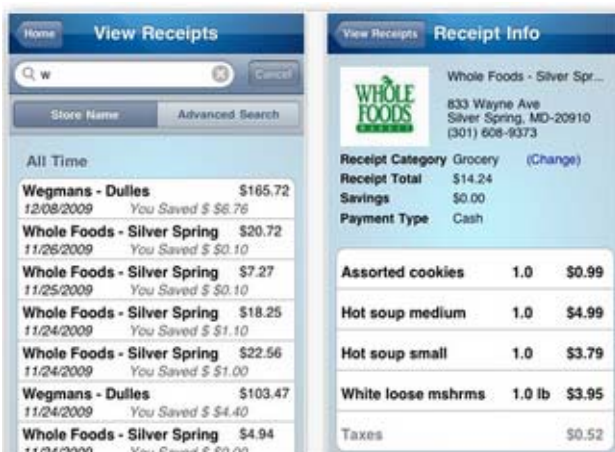 Home View Receipts
w Cancel
Store Name Advanced Search
All Time
Wegmans - Dulles $165.72
12/08/2009 You Saved $ $6.76
Whole Foods - Silver Spring $20.72
11/26/2009 You Saved $ $0.10
Whole Foods - Silver Spring $7.27
11/25/2009 You Saved $ $0.10
Whole Foods - Silver Spring $18.25
11/24/2009 You Saved $ $1.10
Whole Foods - Silver Spring $22.56
11/24/2009 You Saved $ $1.00
Wegmans - Dulles $103.47
11/24/2009 You Saved $ $4.40
Whole Foods - Silver Spring $4.94
11/24/2009 You Saved $ $0.00
View Receipts Receipt Info
WHOLE
FOODS
MARKET
Whole Foods - Silver Spr...
833 Wayne Ave
Silver Spring, MD-20910
(301) 608-9373
Receipt Category Grocery (Change)
Receipt Total $14.24
Savings $0.00
Payment Type Cash
Assorted cookies 1.0 $0.99
Hot soup medium 1.0 $4.99
Hot soup small 1.0 $3.79
White loose mshrms 1.0 lb $3.95
Taxes $0.52